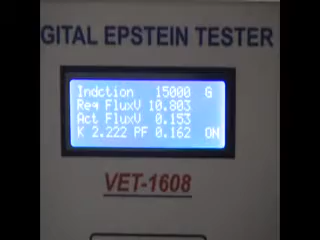 GITAL EPSTEIN TESTER
Indction 15000 G
Req FluxV 10.803
Act FluxV 0.153
K 2.222 PF 0.162 ON
VET-1608